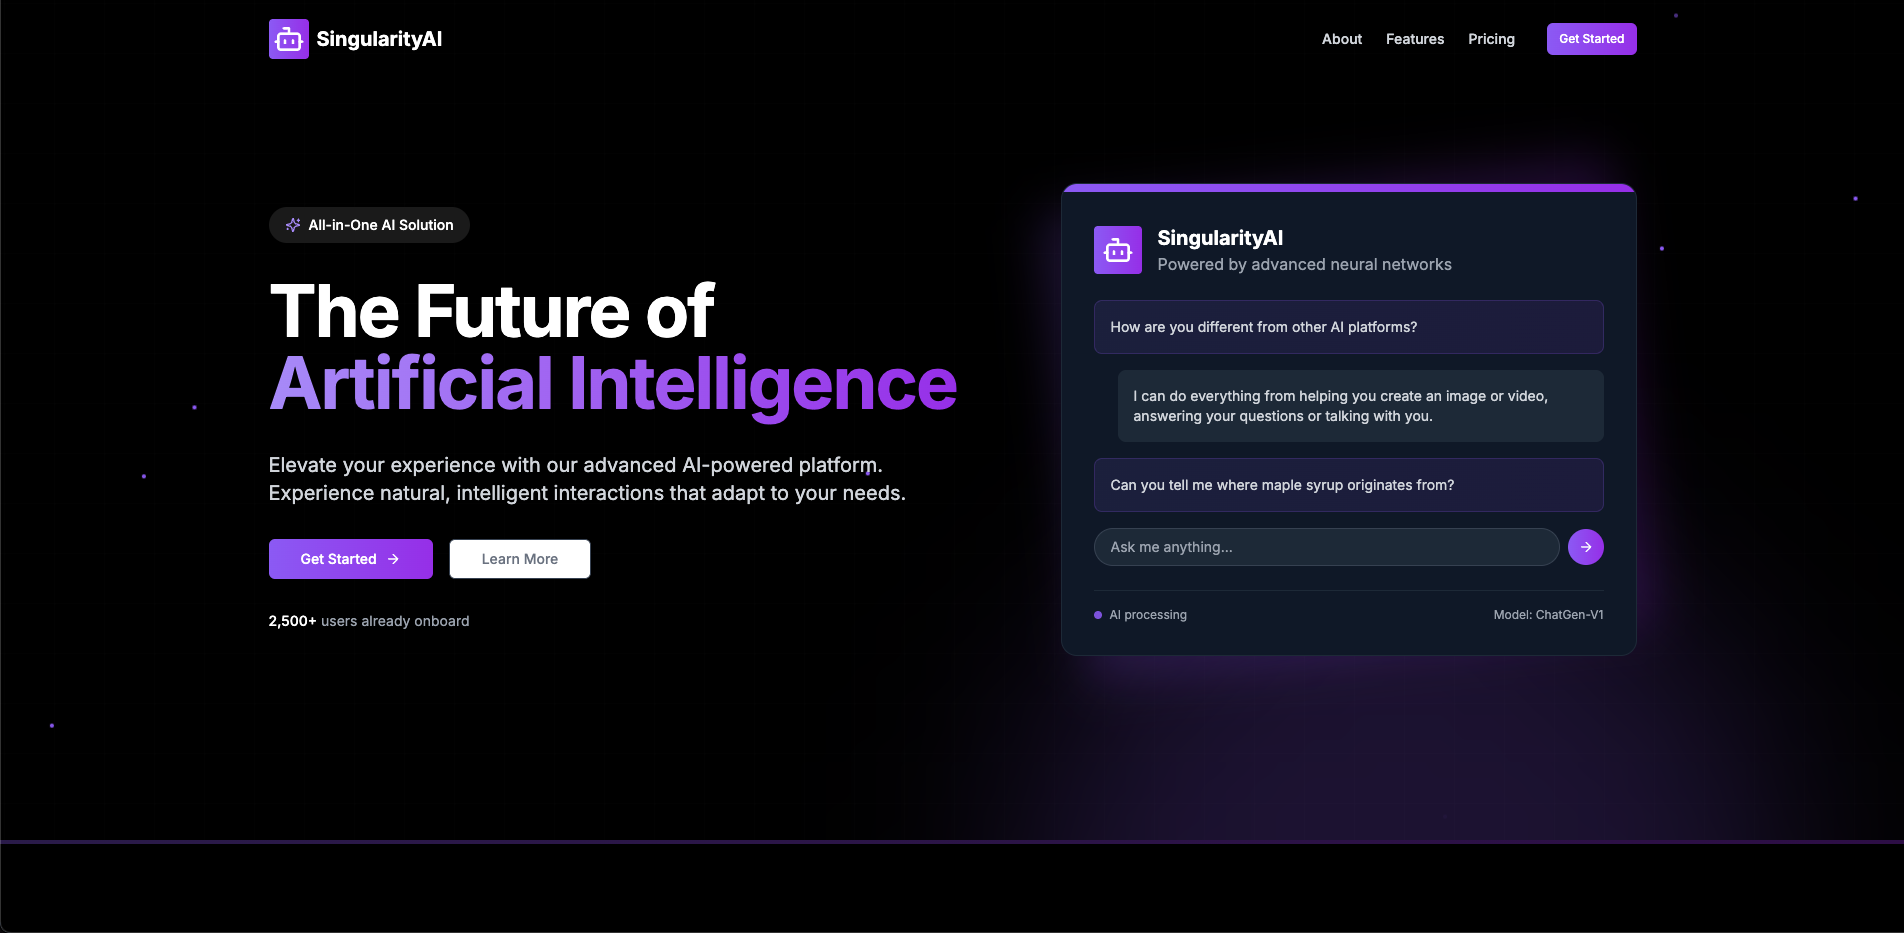 SingularityAI
About
Features
Pricing
Get Started
All-in-One AI Solution
The Future of
Artificial Intelligence
Elevate your experience with our advanced AI-powered platform.
Experience natural, intelligent interactions that adapt to your needs.
Get Started
Learn More
2,500+ users already onboard
SingularityAI
Powered by advanced neural networks
How are you different from other AI platforms?
I can do everything from helping you create an image or video,
answering your questions or talking with you.
Can you tell me where maple syrup originates from?
Ask me anything...
AI processing
Model: ChatGen-V1